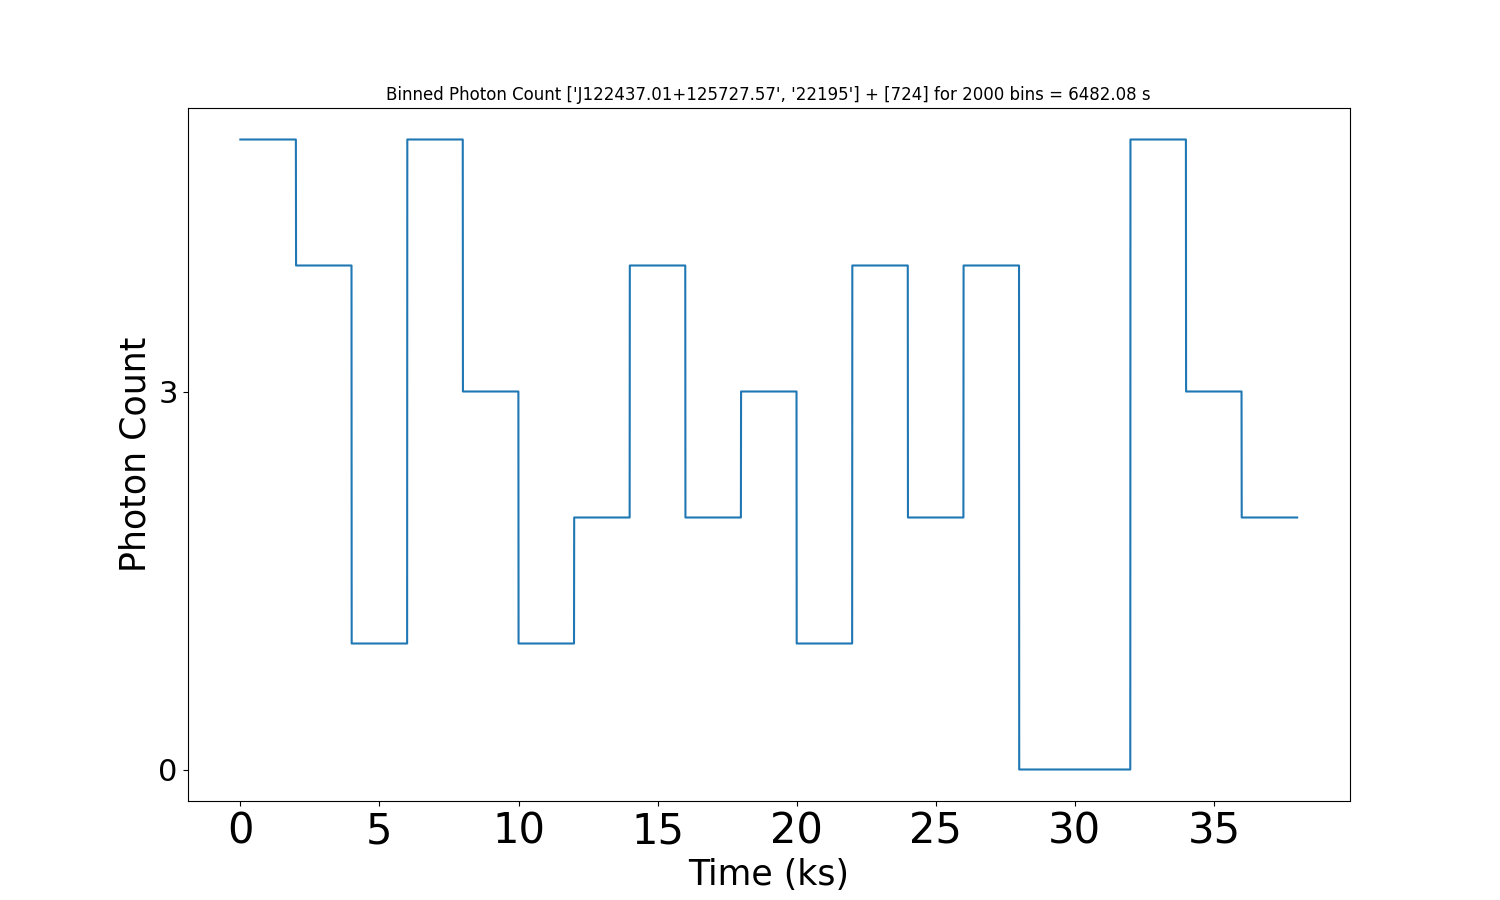 Binned Photon Count ['J122437.01+125727.57', '22195'] + [724] for 2000 bins = 6482.08 s
Photon Count
3
0
0 5 10 15 20 25 30 35
Time (ks)